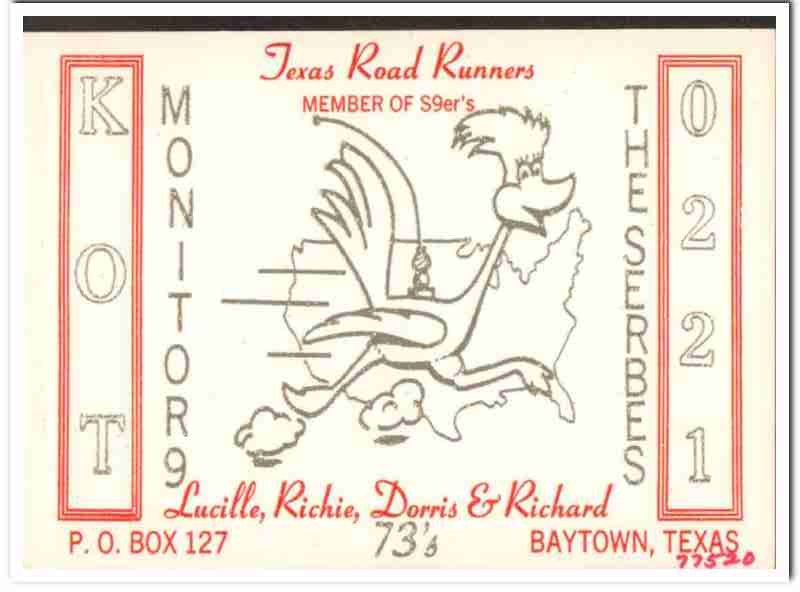 Texas Road Runners
MEMBER OF S9er's
KOT
MONITOR 9
THE SERBES
0221
Lucille, Richie, Dorris & Richard
P. O. BOX 127
73's
BAYTOWN, TEXAS
77520